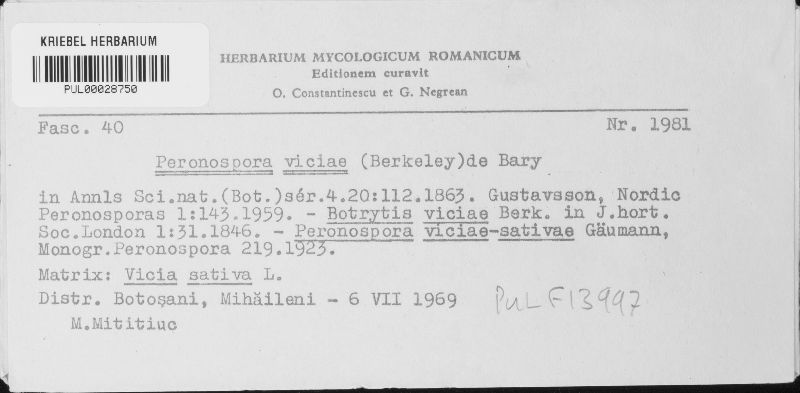 KRIEBEL HERBARIUM
PUL00028750
HERBARIUM MYCOLOGICUM ROMANICUM
Editionem curavit
O. Constantinescu et G. Negrean
Fasc. 40 Nr. 1981
Peronospora viciae (Berkeley)de Bary
in Annls Sci.nat.(Bot.)sér.4.20:112.1863. Gustavsson, Nordic
Peronosporas 1:143.1959. - Botrytis viciae Berk. in J.hort.
Soc.London 1:31.1846. - Peronospora viciae-sativae Gäumann,
Monogr.Peronospora 219.1923.
Matrix: Vicia sativa L.
Distr. Botoşani, Mihăileni - 6 VII 1969
PUL F13997
M.Mititiuc